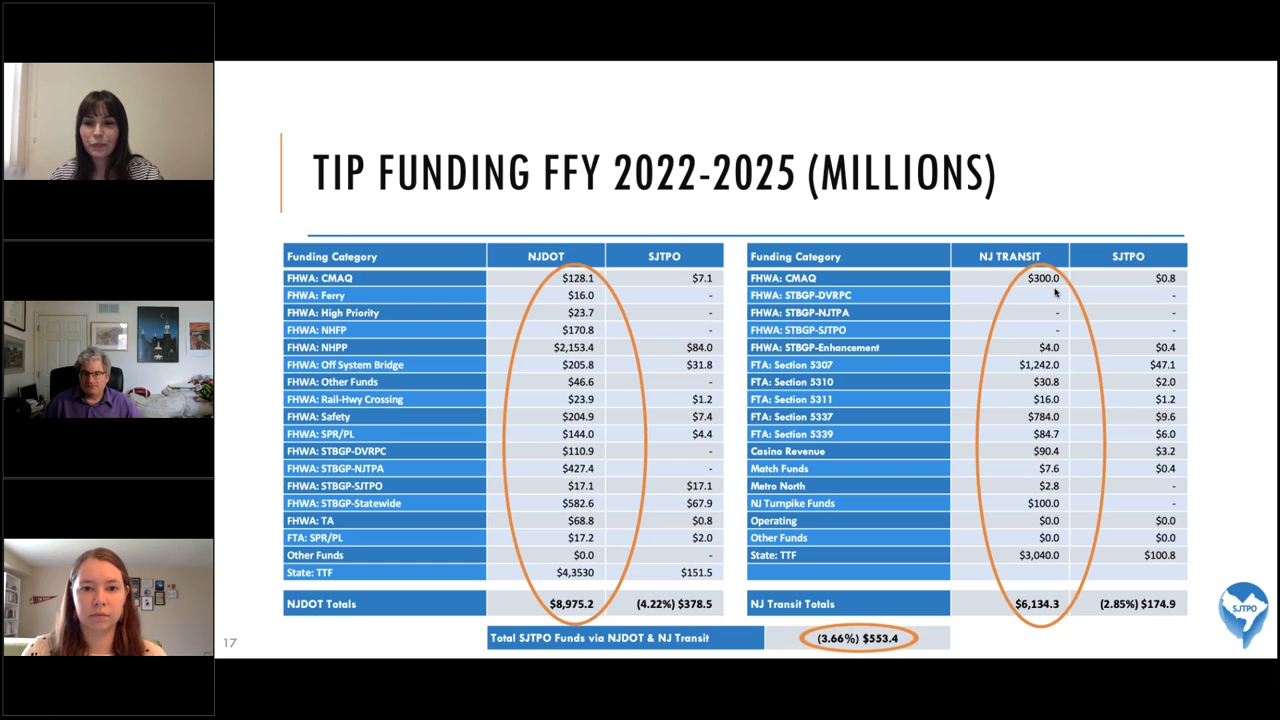 TIP FUNDING FFY 2022-2025 (MILLIONS)
Funding Category NJDOT SJTPO
FHWA: CMAQ $128.1 $7.1
FHWA: Ferry $16.0 -
FHWA: High Priority $23.7 -
FHWA: NHFP $170.8 -
FHWA: NHPP $2,153.4 $84.0
FHWA: Off System Bridge $205.8 $31.8
FHWA: Other Funds $46.6 -
FHWA: Rail-Hwy Crossing $23.9 $1.2
FHWA: Safety $204.9 $7.4
FHWA: SPR/PL $144.0 $4.4
FHWA: STBGP-DVRPC $110.9 -
FHWA: STBGP-NJTPA $427.4 -
FHWA: STBGP-SJTPO $17.1 $17.1
FHWA: STBGP-Statewide $582.6 $67.9
FHWA: TA $68.8 $0.8
FTA: SPR/PL $17.2 $2.0
Other Funds $0.0 -
State: TTF $4,3530 $151.5
NJDOT Totals $8,975.2 (4.22%) $378.5
Funding Category NJ TRANSIT SJTPO
FHWA: CMAQ $300.0 $0.8
FHWA: STBGP-DVRPC -
FHWA: STBGP-NJTPA - -
FHWA: STBGP-SJTPO - -
FHWA: STBGP-Enhancement $4.0 $0.4
FTA: Section 5307 $1,242.0 $47.1
FTA: Section 5310 $30.8 $2.0
FTA: Section 5311 $16.0 $1.2
FTA: Section 5337 $784.0 $9.6
FTA: Section 5339 $84.7 $6.0
Casino Revenue $90.4 $3.2
Match Funds $7.6 $0.4
Metro North $2.8 -
NJ Turnpike Funds $100.0 -
Operating $0.0 $0.0
Other Funds $0.0 $0.0
State: TTF $3,040.0 $100.8
NJ Transit Totals $6,134.3 (2.85%) $174.9
Total SJTPO Funds via NJDOT & NJ Transit (3.66%) $553.4
17
SJTPO